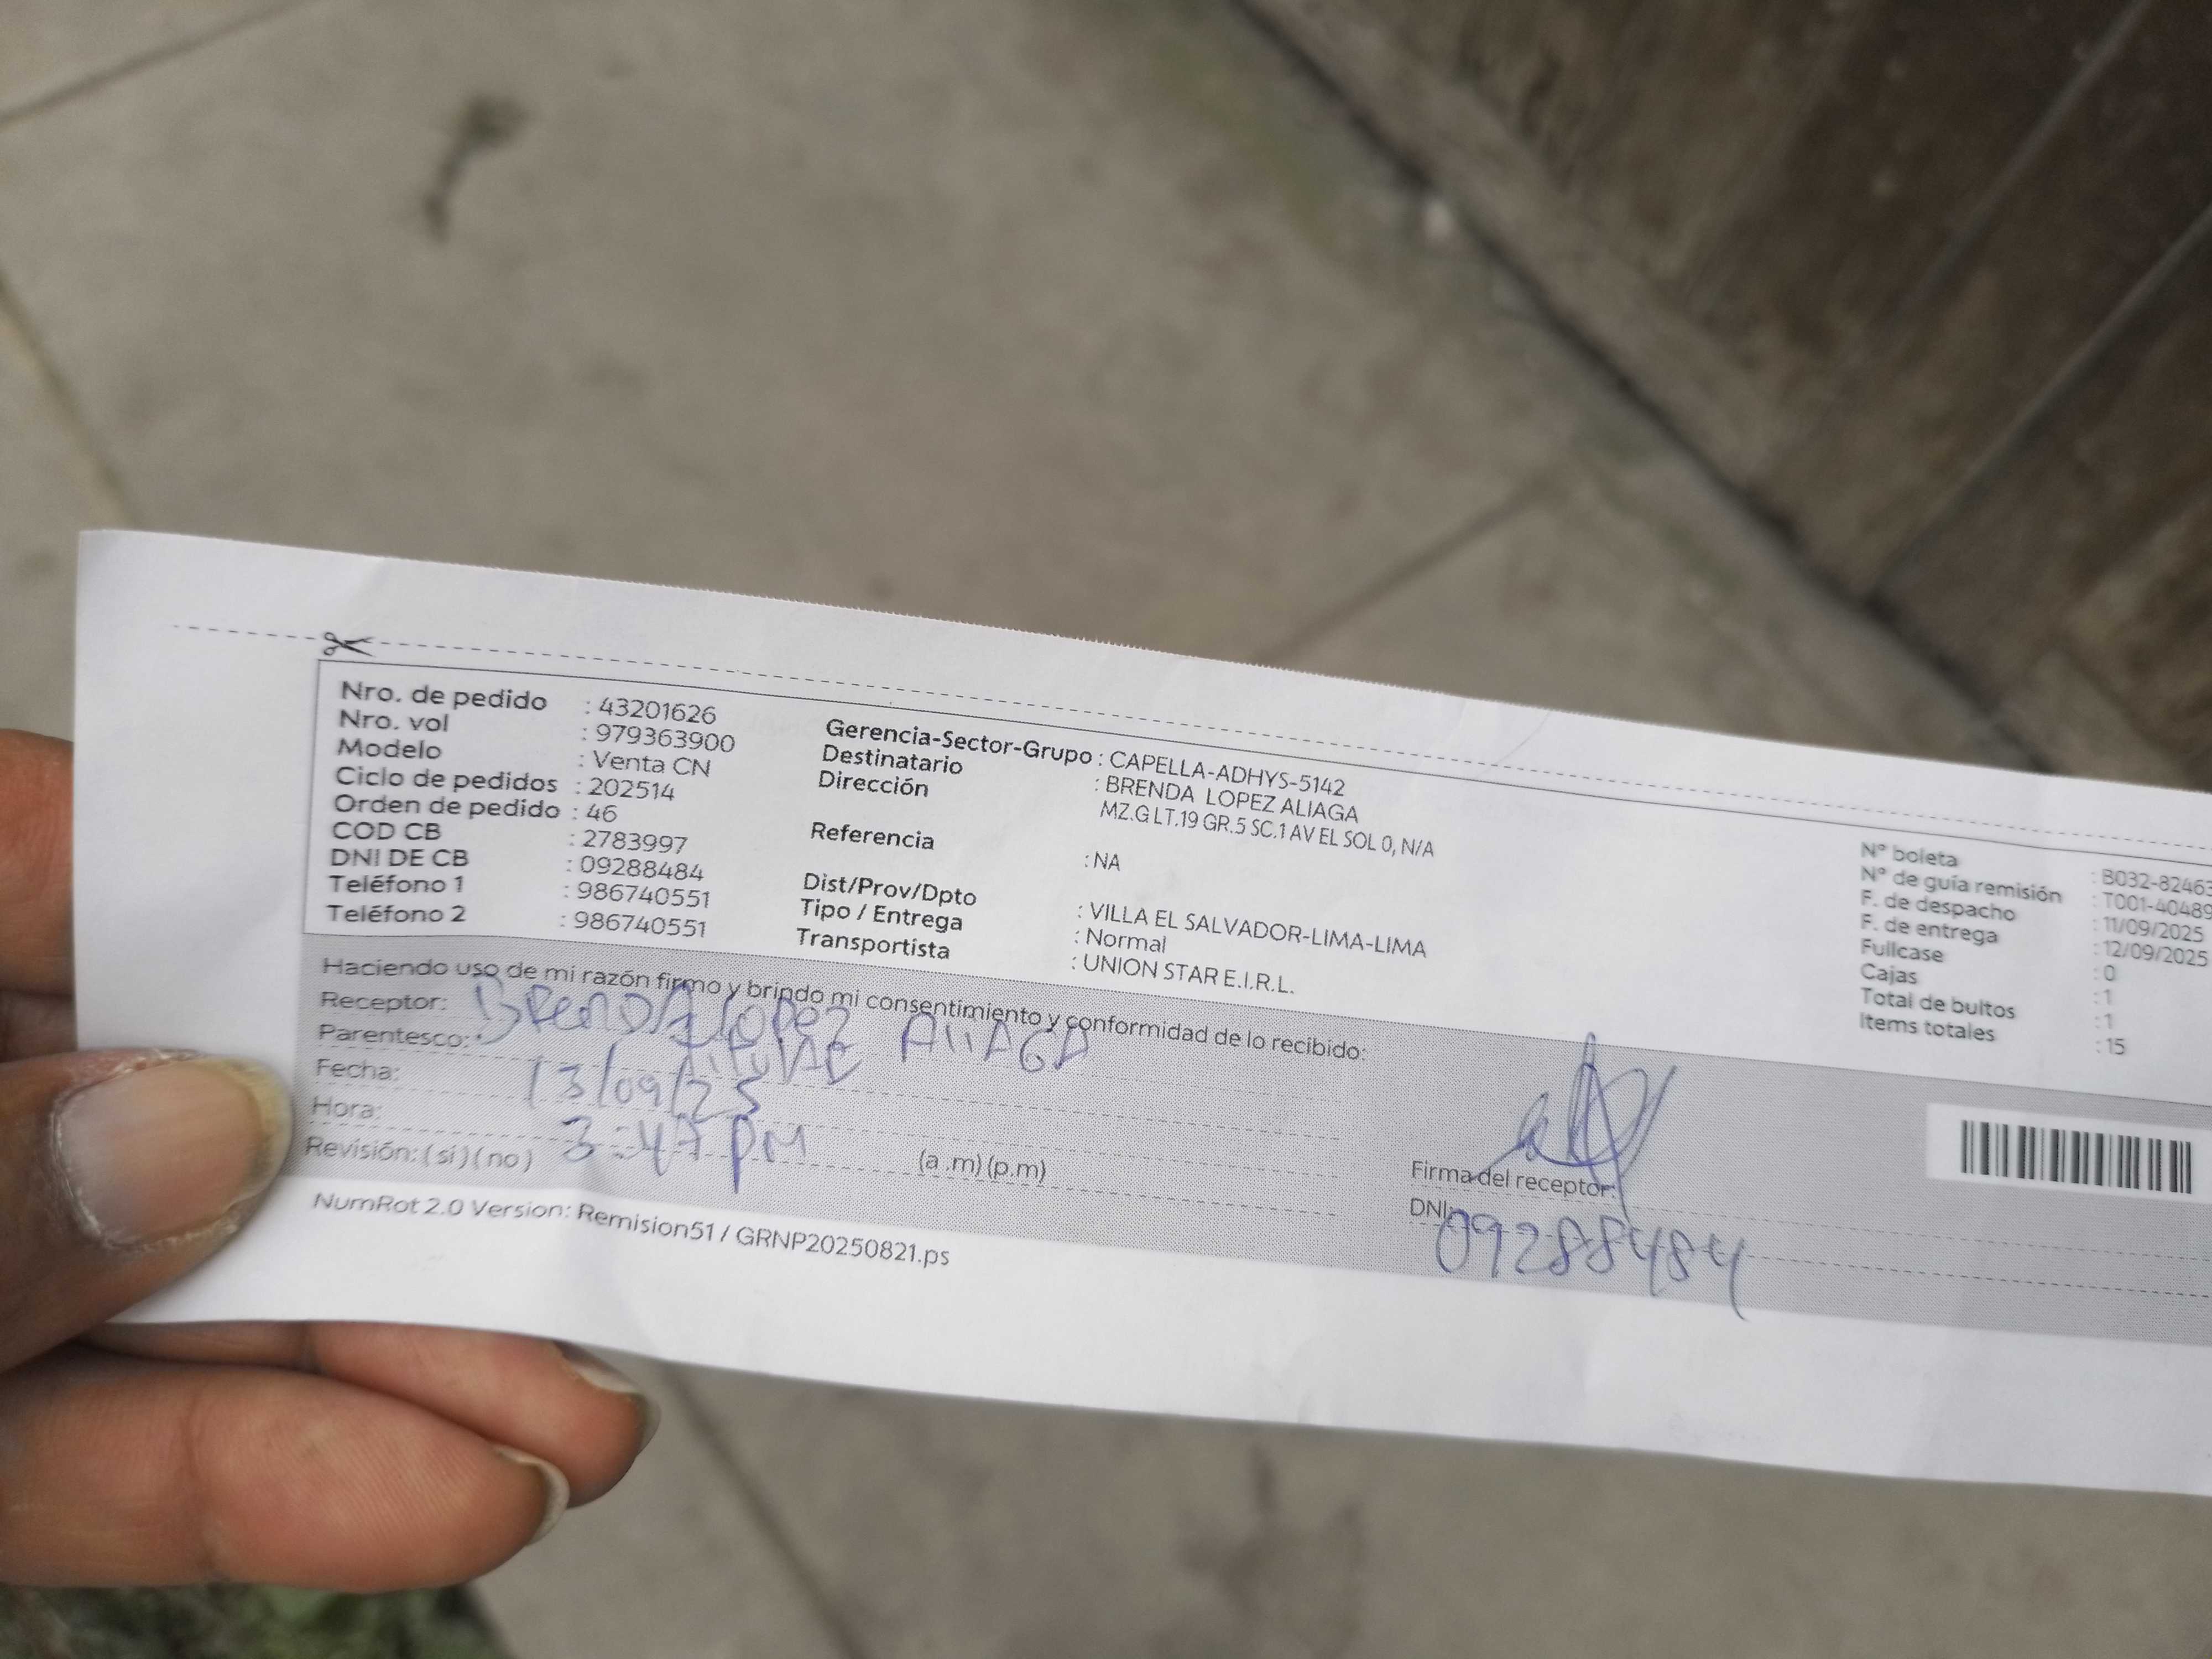 Nro. de pedido : 43201626
Nro. vol : 979363900
Modelo : Venta CN
Ciclo de pedidos : 202514
Orden de pedido : 46
COD CB : 2783997
DNI DE CB : 09288484
Teléfono 1 : 986740551
Teléfono 2 : 986740551
Gerencia-Sector-Grupo : CAPELLA-ADHYS-5142
Destinatario : BRENDA LOPEZ ALIAGA
Dirección MZ.G LT.19 GR.5 SC.1 AV EL SOL 0, N/A
Referencia : NA
Dist/Prov/Dpto : VILLA EL SALVADOR-LIMA-LIMA
Tipo / Entrega : Normal
Transportista : UNION STAR E.I.R.L.
N° boleta : B032-82463
N° de guía remisión : T001-40489
F. de despacho : 11/09/2025
F. de entrega : 12/09/2025
Fullcase : 0
Cajas : 1
Total de bultos : 1
Items totales : 15
Haciendo uso de mi razón firmo y brindo mi consentimiento y conformidad de lo recibido:
Receptor: Brenda Lopez Aliaga
Parentesco: Titular
Fecha: 13/09/25
Hora: 3:47 pm (a .m) (p.m)
Revisión: ( si ) ( no )
Firma del receptor:
DNI: 09288484
NumRot 2.0 Version: Remision51 / GRNP20250821.ps